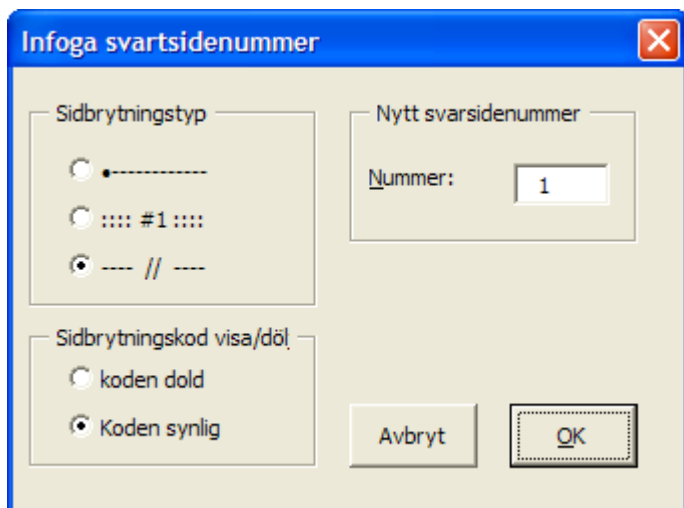 Infoga svartsidenummer
Sidbrytningstyp
•------------
:::: #1 ::::
---- // ----
Nytt svarsidenummer
Nummer: 1
Sidbrytningskod visa/döl
koden dold
Koden synlig
Avbryt
OK